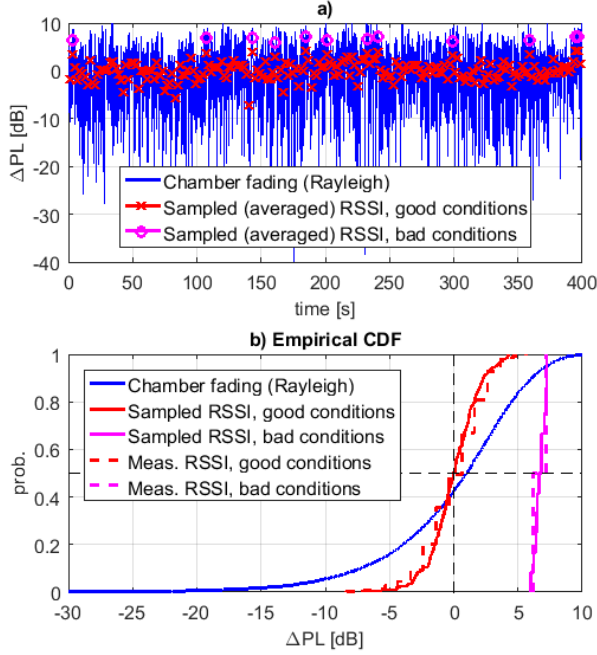 a)
10
0
-10
-20
-30
-40
ΔPL [dB]
Chamber fading (Rayleigh)
Sampled (averaged) RSSI, good conditions
Sampled (averaged) RSSI, bad conditions
0 50 100 150 200 250 300 350 400
time [s]
b) Empirical CDF
1
0.8
0.6
0.4
0.2
0
prob.
Chamber fading (Rayleigh)
Sampled RSSI, good conditions
Sampled RSSI, bad conditions
Meas. RSSI, good conditions
Meas. RSSI, bad conditions
-30 -25 -20 -15 -10 -5 0 5 10
ΔPL [dB]